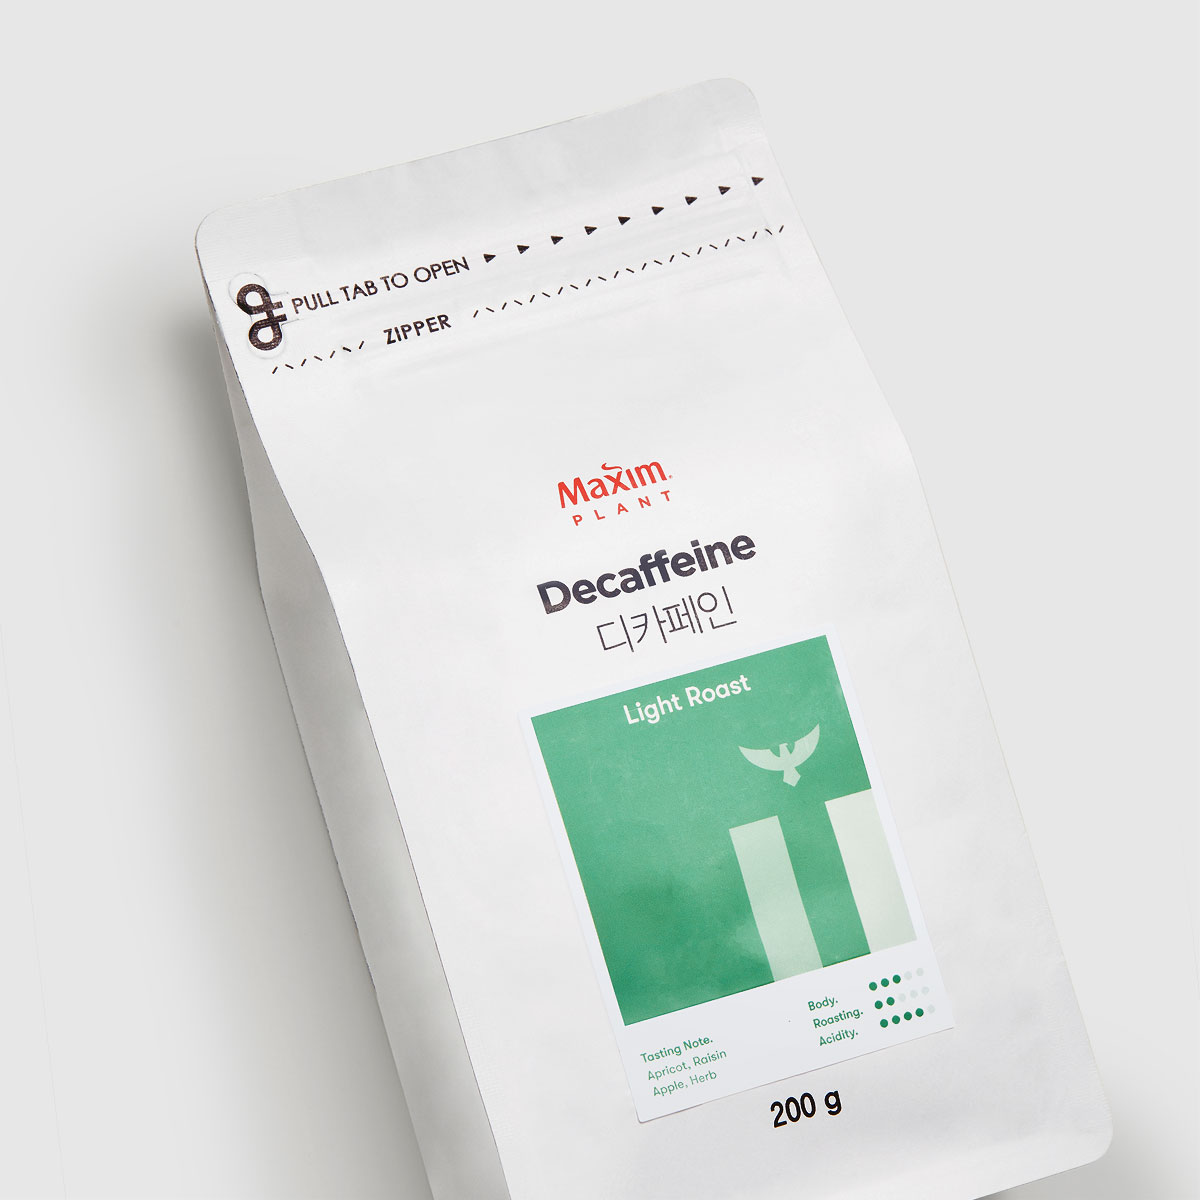 PULL TAB TO OPEN
ZIPPER
Maxim
PLANT
Decaffeine
디카페인
Light Roast
Tasting Note.
Apricot, Raisin
Apple, Herb
Body.
Roasting.
Acidity.
200 g